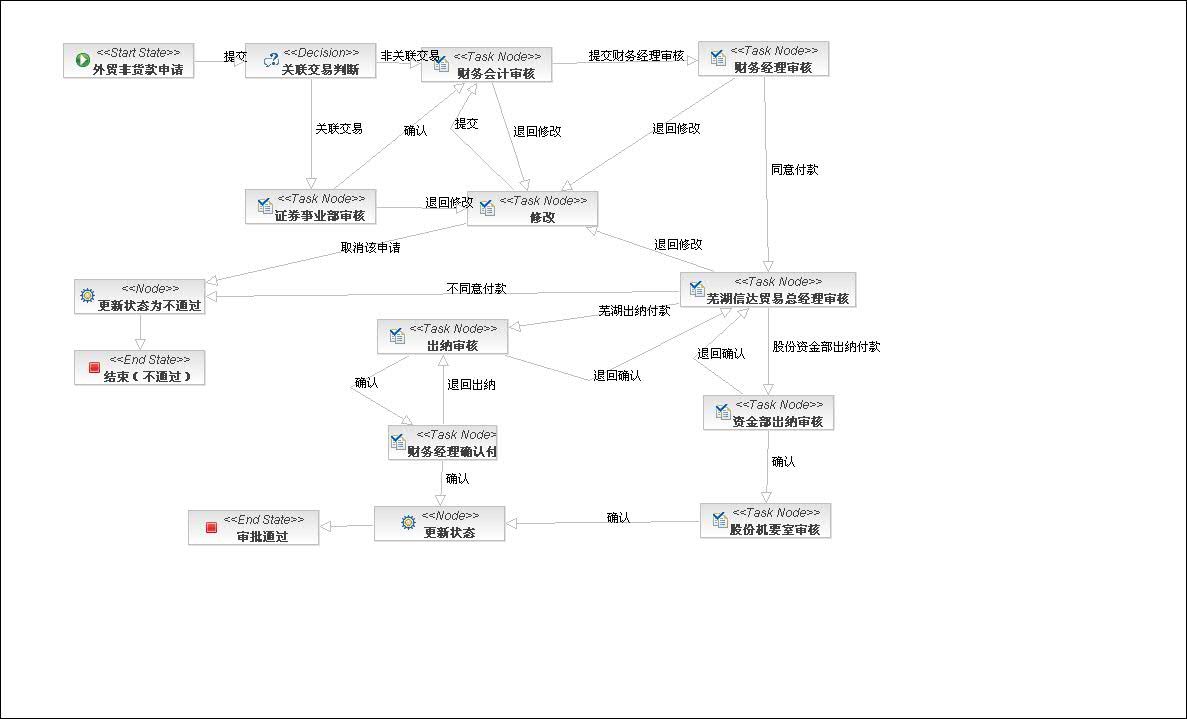 <<Start State>>
外贸非货款申请
提交
<<Decision>>
关联交易判断
非关联交易
<<Task Node>>
财务会计审核
提交财务经理审核
<<Task Node>>
财务经理审核
关联交易
确认
提交
退回修改
退回修改
同意付款
<<Task Node>>
证券事业部审核
退回修改
<<Task Node>>
修改
取消该申请
退回修改
<<Node>>
更新状态为不通过
不同意付款
<<Task Node>>
芜湖信达贸易总经理审核
芜湖出纳付款
<<Task Node>>
出纳审核
退回确认
股份资金部出纳付款
<<End State>>
结束（不通过）
确认
退回出纳
退回确认
<<Task Node>>
资金部出纳审核
<<Task Node>
财务经理确认付
确认
确认
<<End State>>
审批通过
<<Node>>
更新状态
确认
<<Task Node>>
股份机要室审核